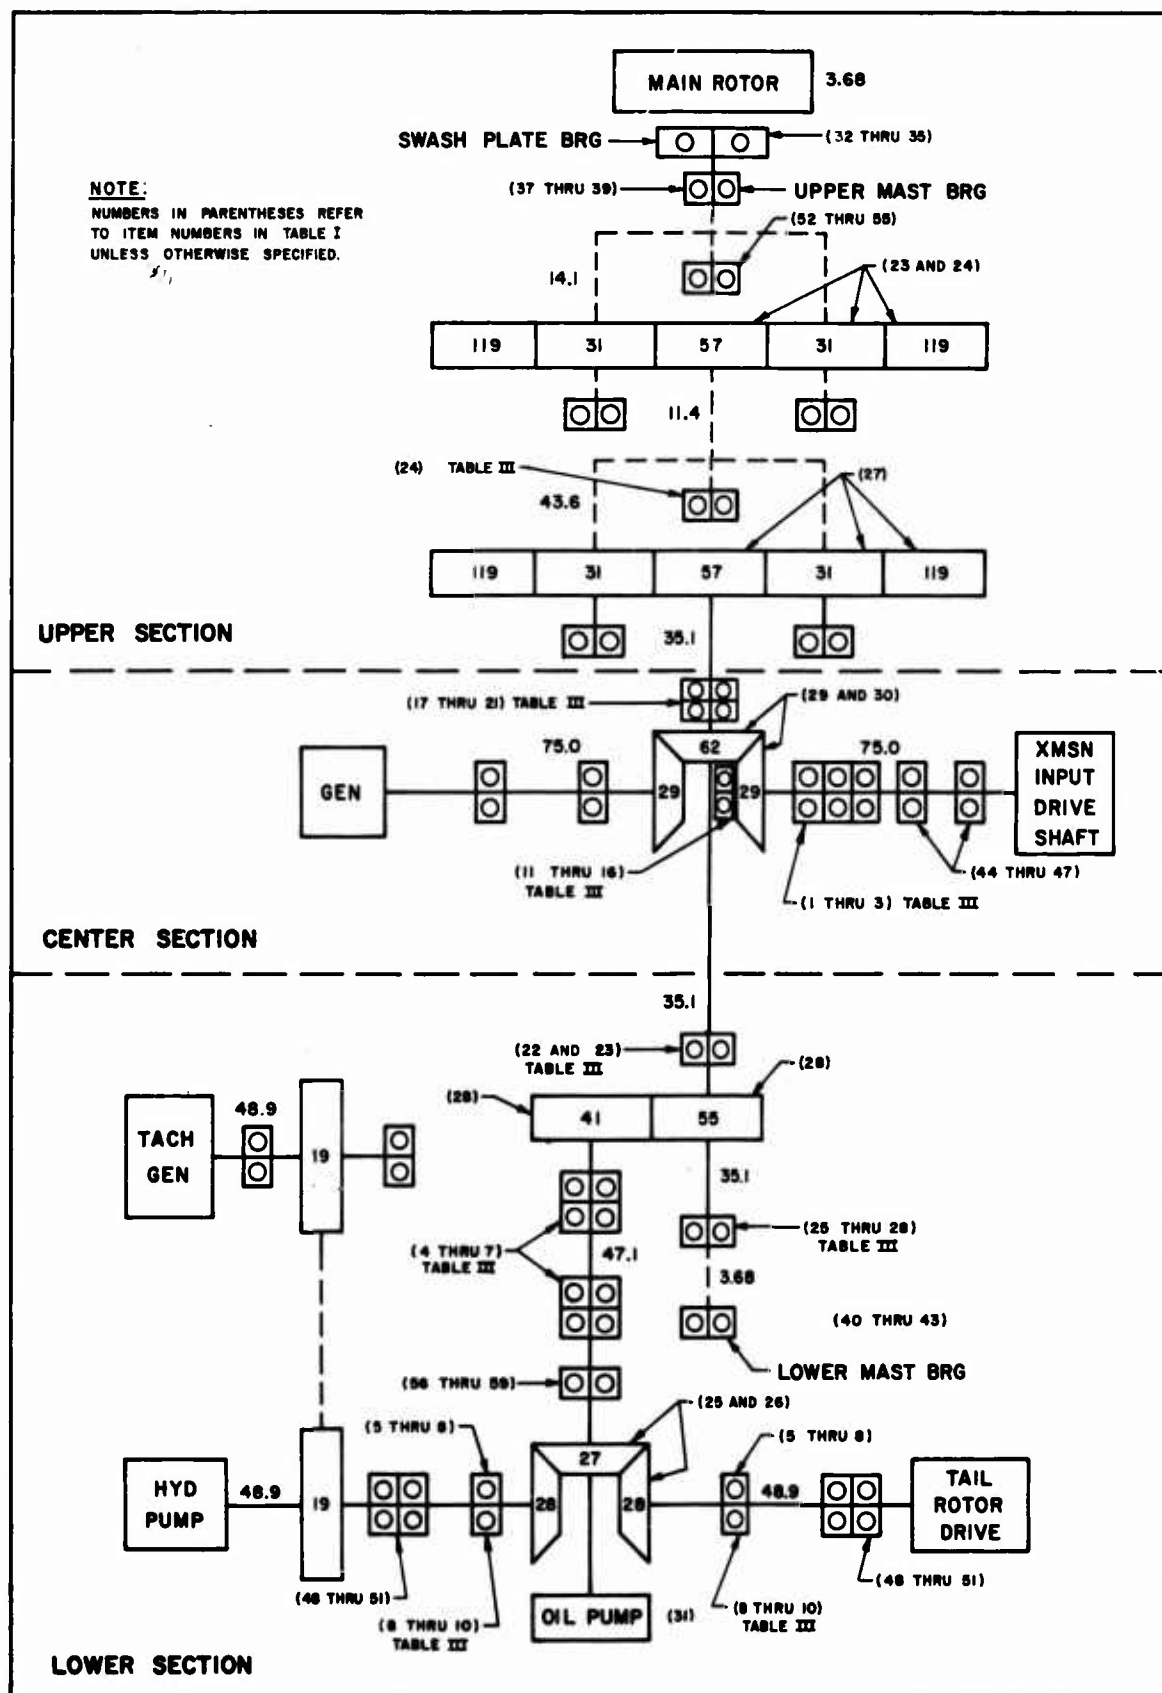 MAIN ROTOR
3.68
SWASH PLATE BRG
(32 THRU 35)
(37 THRU 39)
UPPER MAST BRG
NOTE:
NUMBERS IN PARENTHESES REFER
TO ITEM NUMBERS IN TABLE I
UNLESS OTHERWISE SPECIFIED.
(52 THRU 55)
14.1
(23 AND 24)
119 31 57 31 119
11.4
(24) TABLE III
(27)
43.6
119 31 57 31 119
UPPER SECTION
35.1
(17 THRU 21) TABLE III
(29 AND 30)
75.0
62
75.0
GEN
29
29
XMSN
INPUT
DRIVE
SHAFT
(11 THRU 16)
TABLE III
(44 THRU 47)
(1 THRU 3) TABLE III
CENTER SECTION
35.1
(22 AND 23)
TABLE III
(28)
(28)
41 55
48.9
TACH
GEN
19
35.1
(4 THRU 7)
TABLE III
47.1
(25 THRU 28)
TABLE III
3.68
(40 THRU 43)
LOWER MAST BRG
(56 THRU 59)
(25 AND 26)
(5 THRU 8)
(5 THRU 8)
27
HYD
PUMP
48.9
19
28
28
48.9
TAIL
ROTOR
DRIVE
(48 THRU 51)
(8 THRU 10)
TABLE III
OIL PUMP
(31)
(8 THRU 10)
TABLE III
(48 THRU 51)
LOWER SECTION